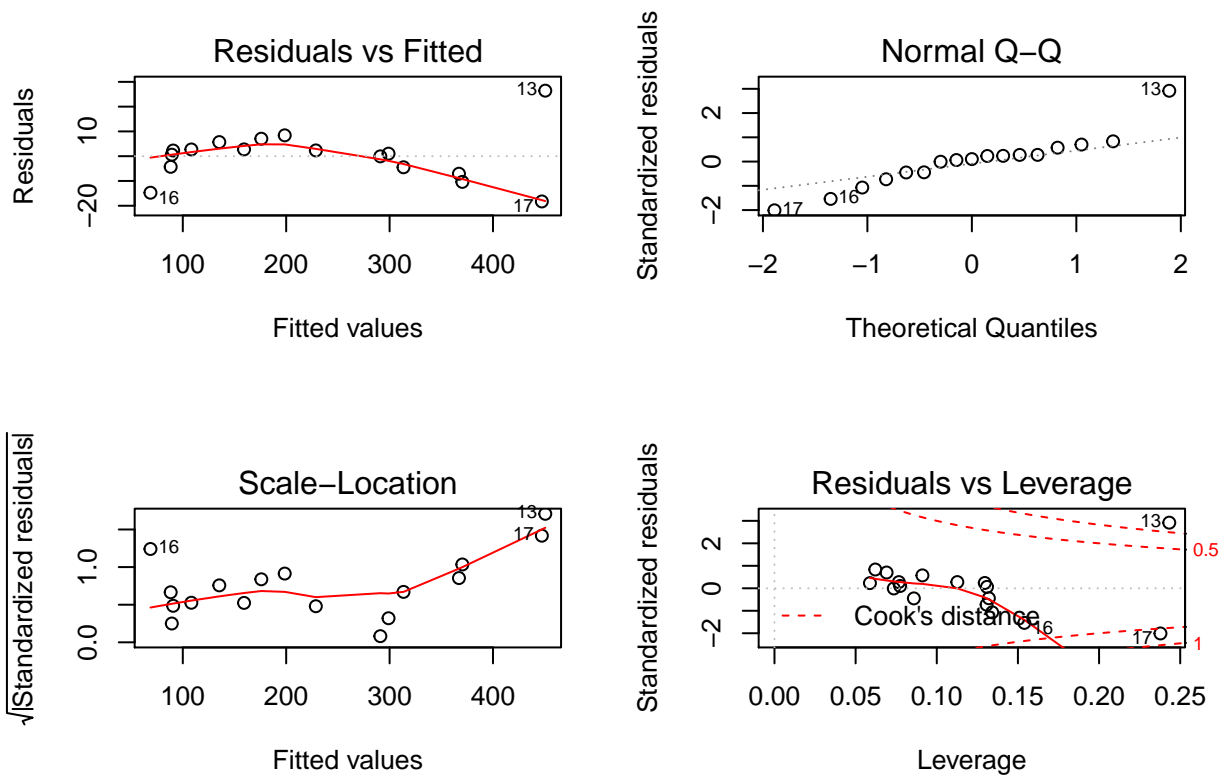 Residuals vs Fitted
Residuals
10
−20
13
16
17
100 200 300 400
Fitted values
Normal Q−Q
Standardized residuals
2
0
−2
13
16
17
−2 −1 0 1 2
Theoretical Quantiles
Scale−Location
√|Standardized residuals|
1.0
0.0
13
17
16
100 200 300 400
Fitted values
Residuals vs Leverage
Standardized residuals
2
0
−2
13
0.5
Cook's distance
16
17
1
0.00 0.05 0.10 0.15 0.20 0.25
Leverage